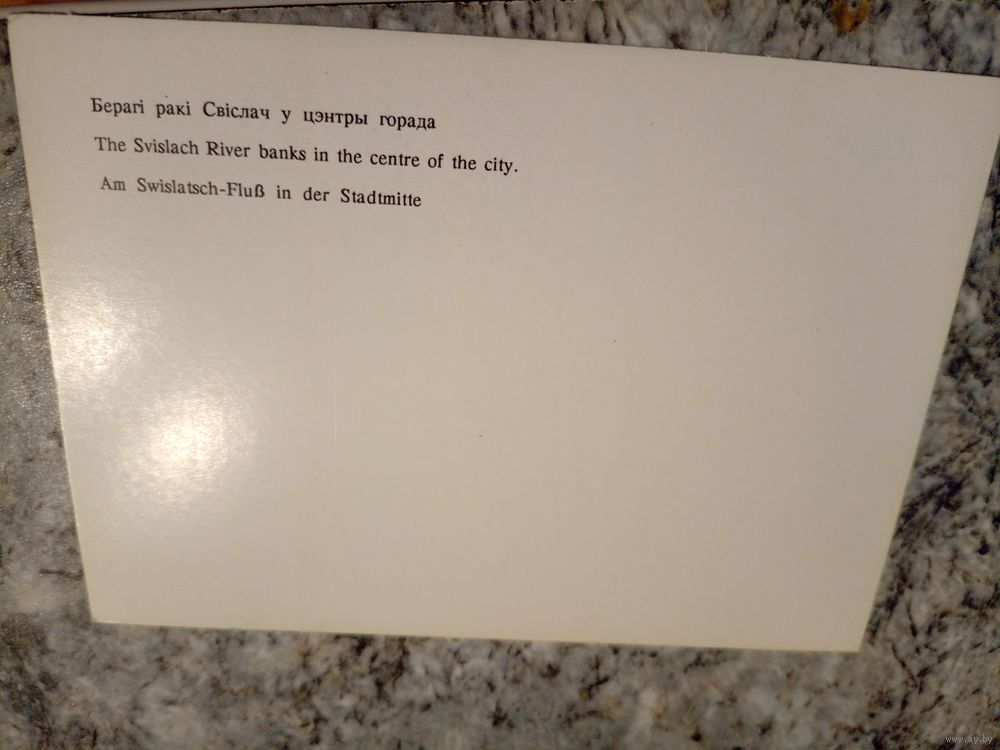 Берагі ракі Свіслач у цэнтры горада
The Svislach River banks in the centre of the city.
Am Swislatsch-Fluß in der Stadtmitte
www.ay.by